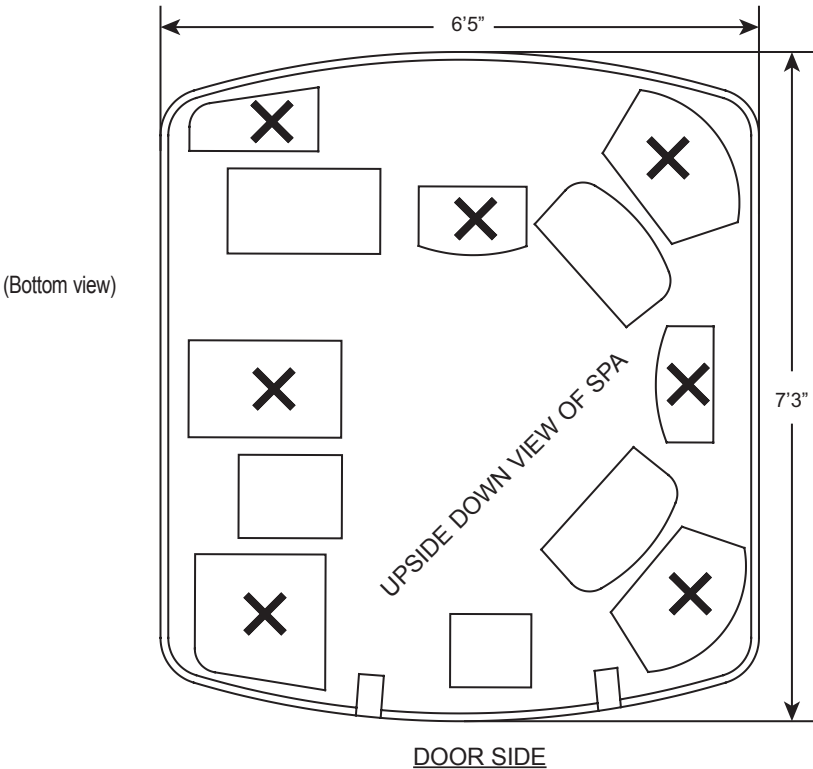 6’5”
(Bottom view)
7’3”
UPSIDE DOWN VIEW OF SPA
DOOR SIDE